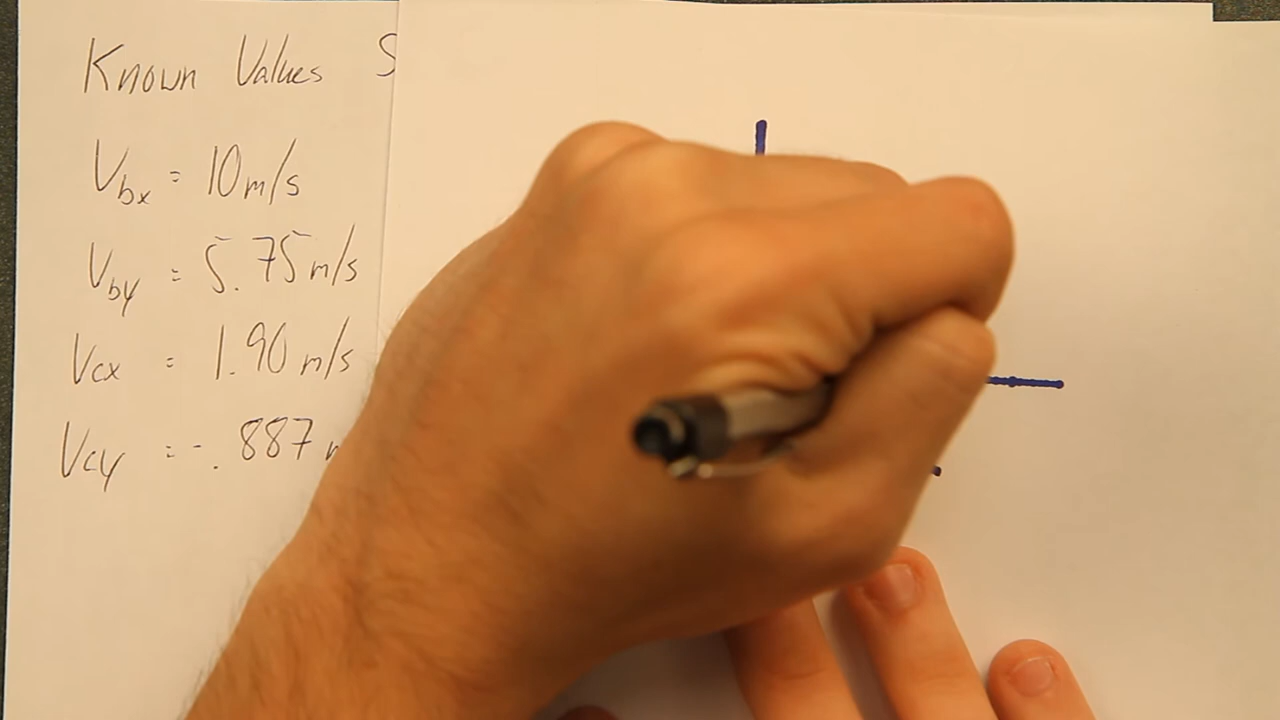 Known Values S
Vbx = 10 m/s
Vby = 5.75 m/s
Vcx = 1.90 m/s
Vcy = -.887